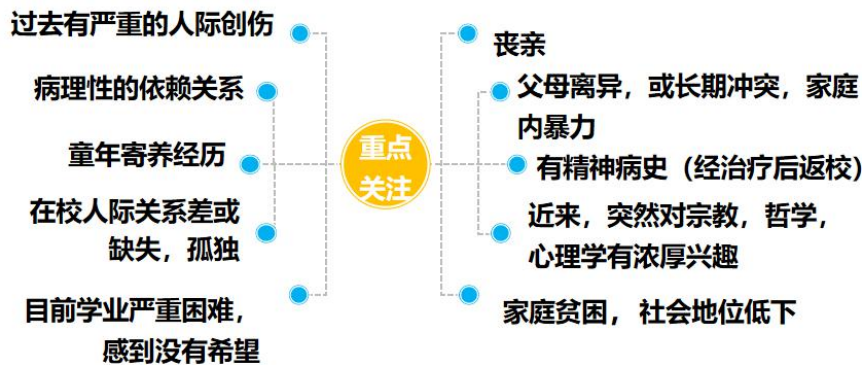 过去有严重的人际创伤
病理性的依赖关系
童年寄养经历
在校人际关系差或
缺失，孤独
目前学业严重困难，
感到没有希望
重点
关注
丧亲
父母离异，或长期冲突，家庭
内暴力
有精神病史（经治疗后返校）
近来，突然对宗教，哲学，
心理学有浓厚兴趣
家庭贫困，社会地位低下